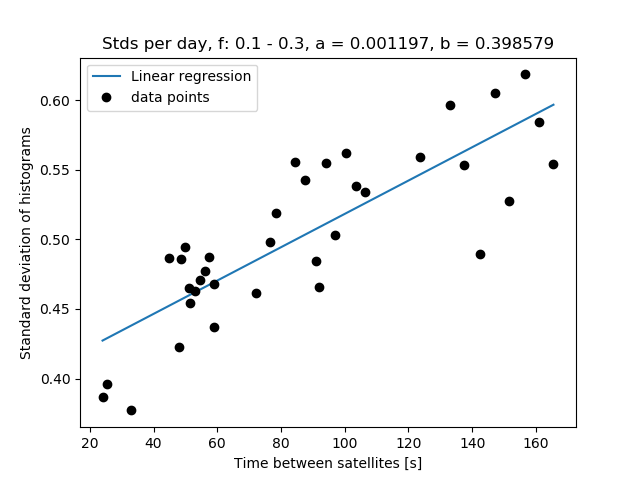 Stds per day, f: 0.1 - 0.3, a = 0.001197, b = 0.398579
Linear regression
data points
0.60
0.55
0.50
0.45
0.40
Standard deviation of histograms
20 40 60 80 100 120 140 160
Time between satellites [s]